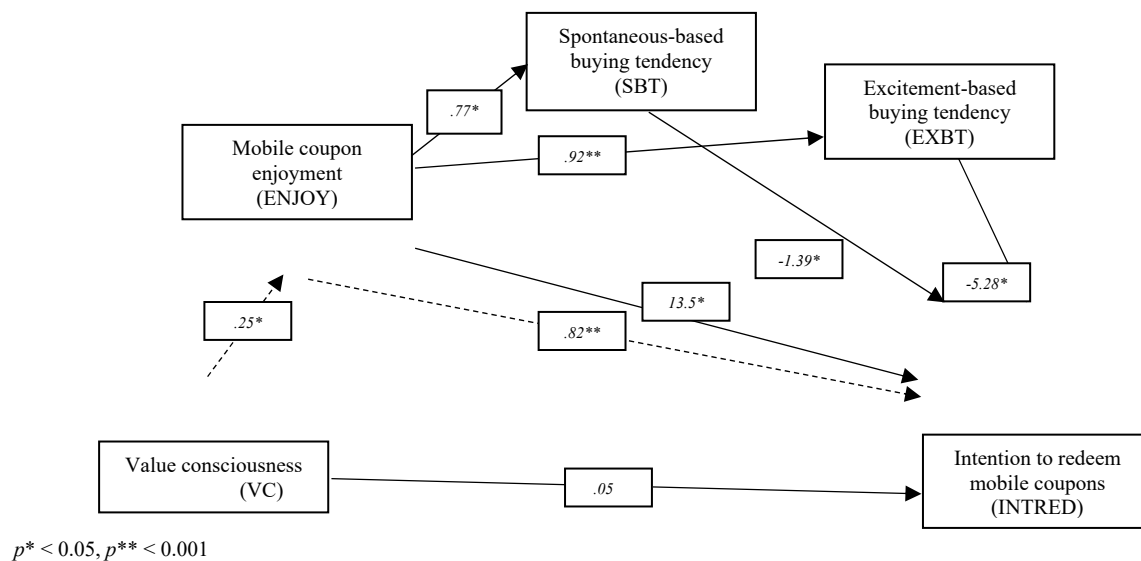 Spontaneous-based
buying tendency
(SBT)
Excitement-based
buying tendency
(EXBT)
.77*
Mobile coupon
enjoyment
(ENJOY)
.92**
-1.39*
-5.28*
13.5*
.25*
.82**
Value consciousness
(VC)
.05
Intention to redeem
mobile coupons
(INTRED)
p* < 0.05, p** < 0.001